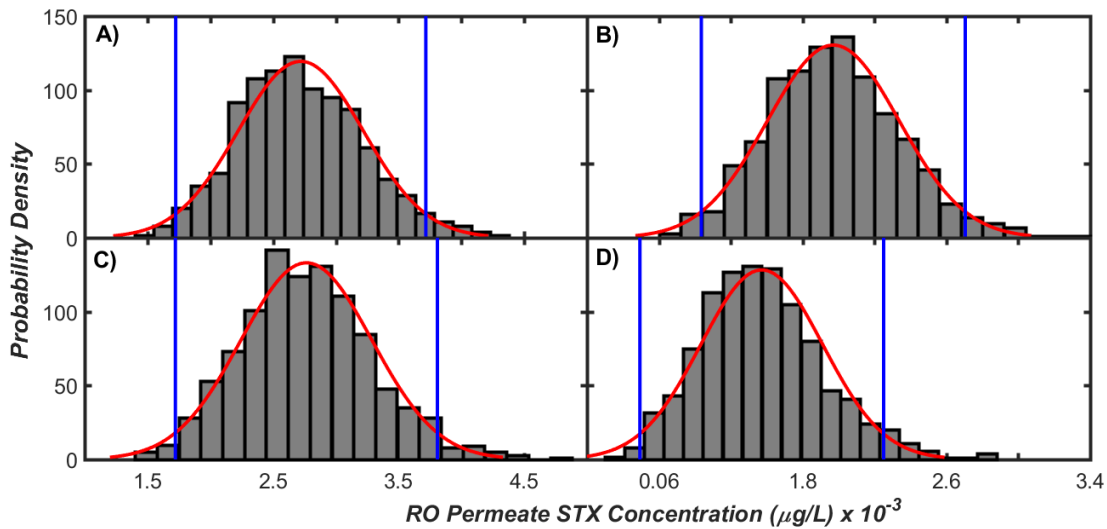 150
A)
B)
100
50
0
Probability Density
C)
D)
100
50
0
1.5
2.5
3.5
4.5
0.06
1.8
2.6
3.4
RO Permeate STX Concentration (μg/L) x 10⁻³